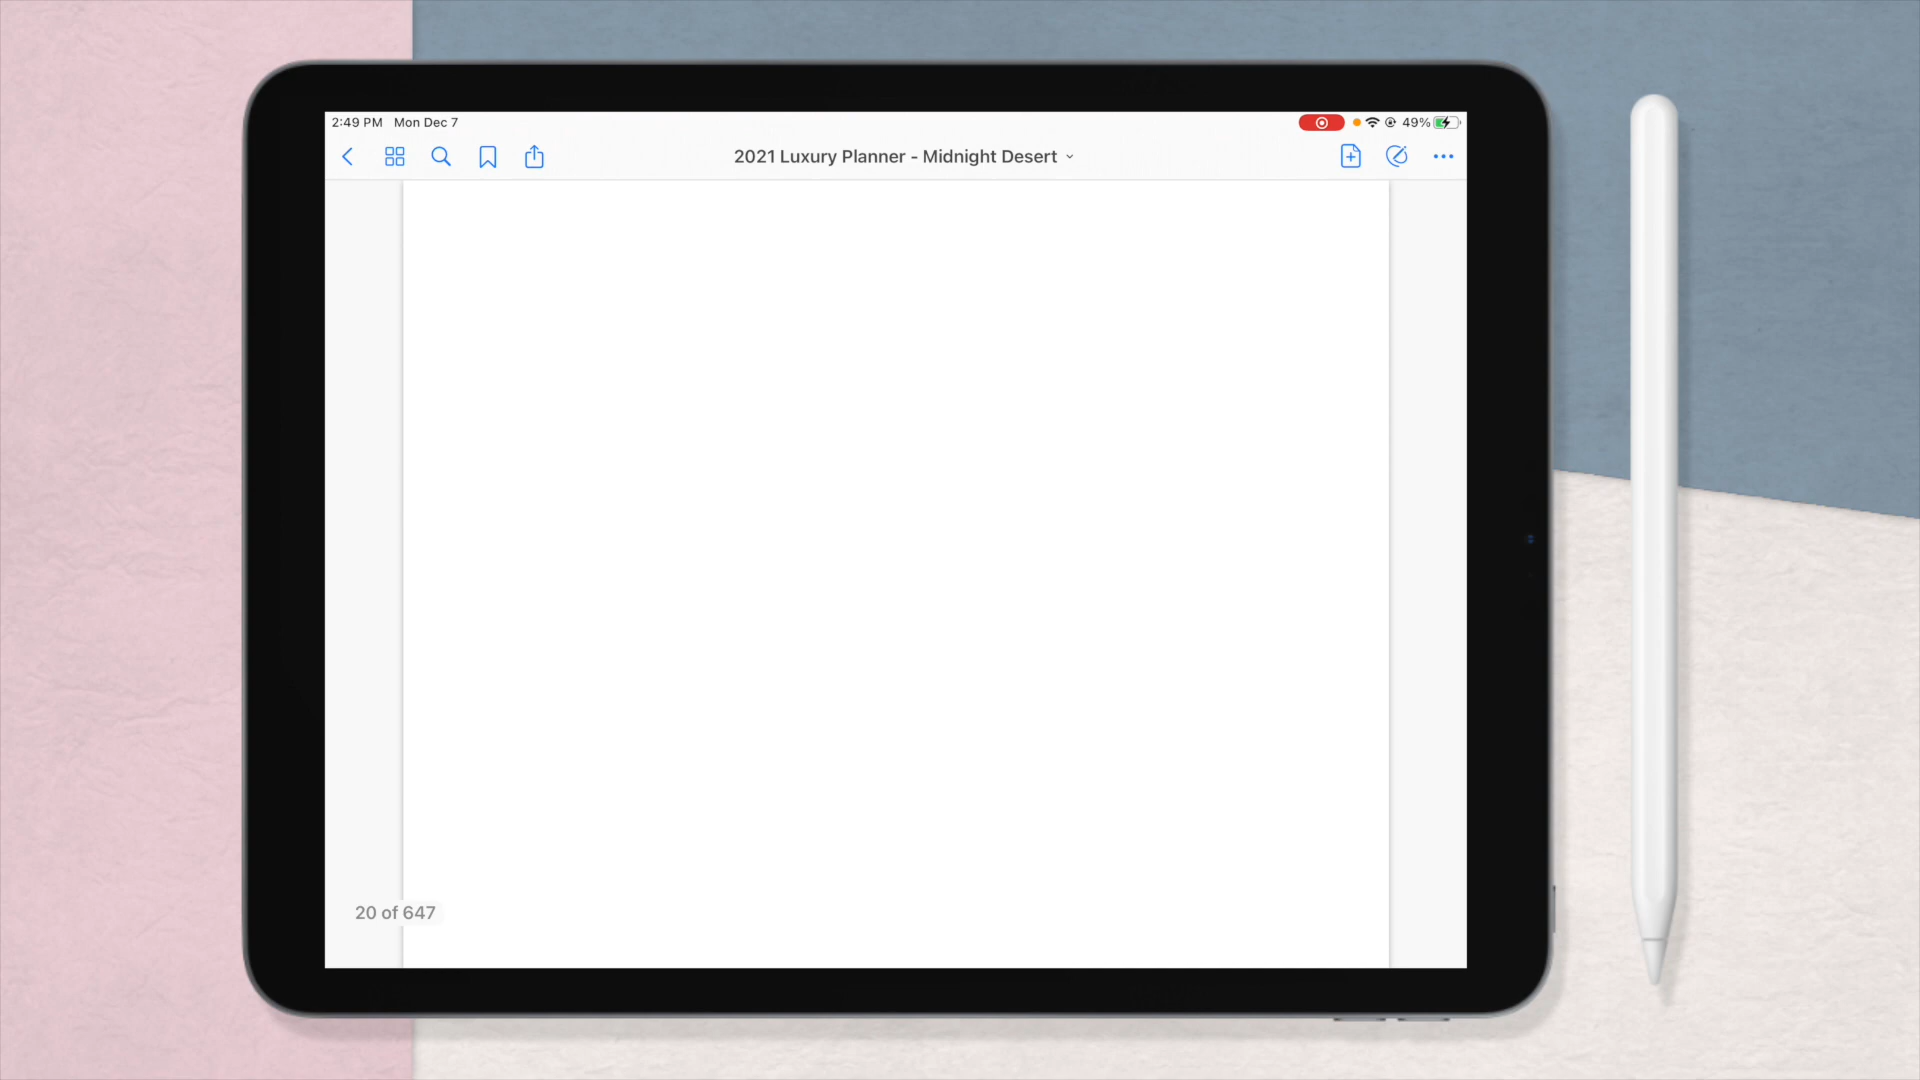 2:49 PM Mon Dec 7
49%
2021 Luxury Planner - Midnight Desert
20 of 647